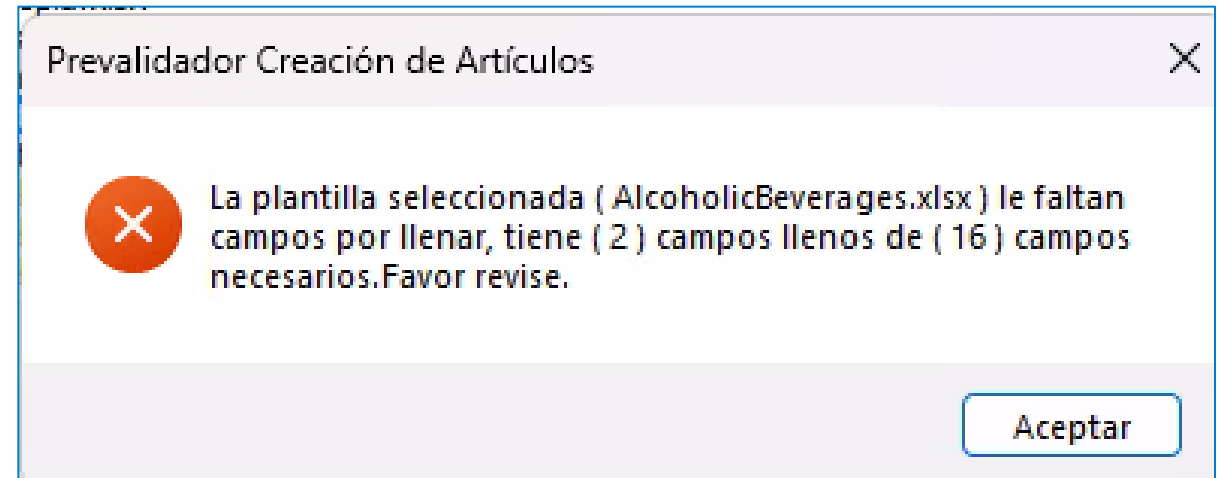 Prevalidador Creación de Artículos
La plantilla seleccionada ( AlcoholicBeverages.xlsx ) le faltan
campos por llenar, tiene ( 2 ) campos llenos de ( 16 ) campos
necesarios.Favor revise.
Aceptar